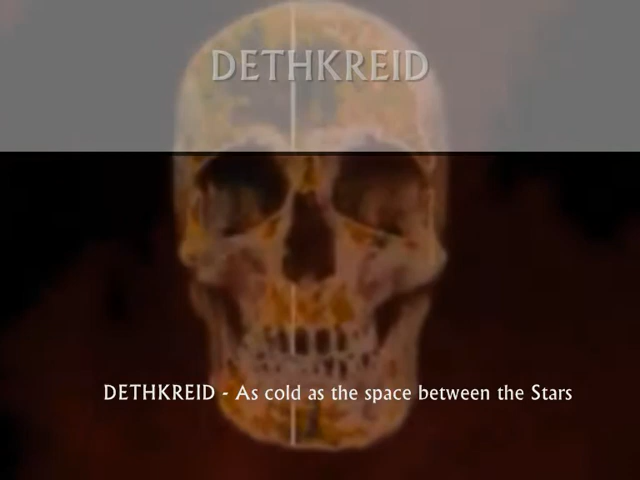 DETHKREID
DETHKREID - As cold as the space between the Stars